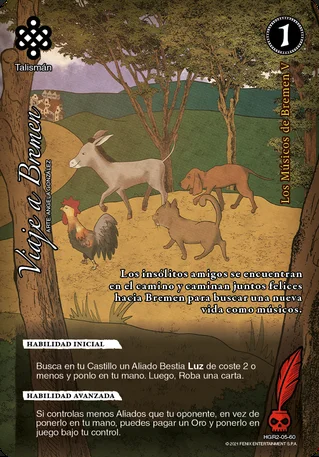 1
Talismán
Viaje a Bremen
ARTE: ANGELA GONZÁLEZ
Los Músicos de Bremen
Los insólitos amigos se encuentran
en el camino y caminan juntos felices
hacia Bremen para buscar una nueva
vida como músicos.
HABILIDAD INICIAL
Busca en tu Castillo un Aliado Bestia Luz de coste 2 o
menos y ponlo en tu mano. Luego, Roba una carta.
HABILIDAD AVANZADA
Si controlas menos Aliados que tu oponente, en vez de
ponerlo en tu mano, puedes pagar un Oro y ponerlo en
juego bajo tu control.
HGR2-05-60
© 2021 FENIX ENTERTAINMENT S.P.A.